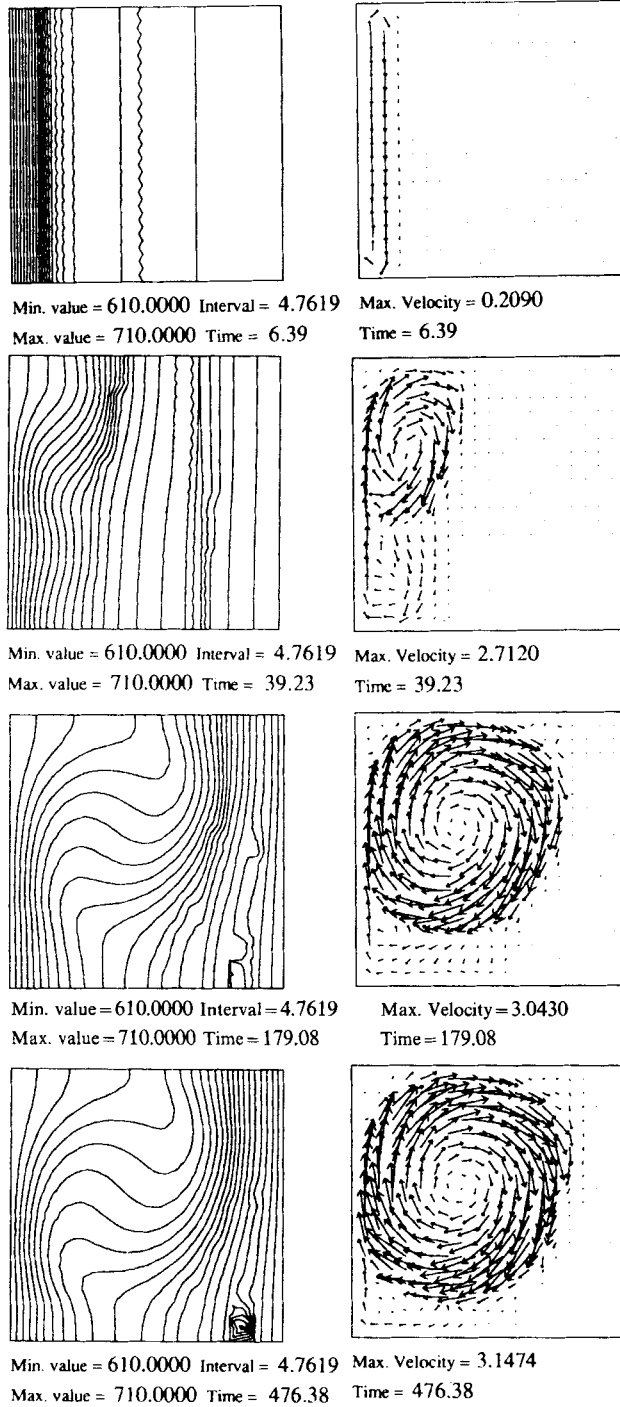 Min. value = 610.0000 Interval = 4.7619
Max. value = 710.0000 Time = 6.39
Max. Velocity = 0.2090
Time = 6.39
Min. value = 610.0000 Interval = 4.7619
Max. value = 710.0000 Time = 39.23
Max. Velocity = 2.7120
Time = 39.23
Min. value = 610.0000 Interval = 4.7619
Max. value = 710.0000 Time = 179.08
Max. Velocity = 3.0430
Time = 179.08
Min. value = 610.0000 Interval = 4.7619
Max. value = 710.0000 Time = 476.38
Max. Velocity = 3.1474
Time = 476.38